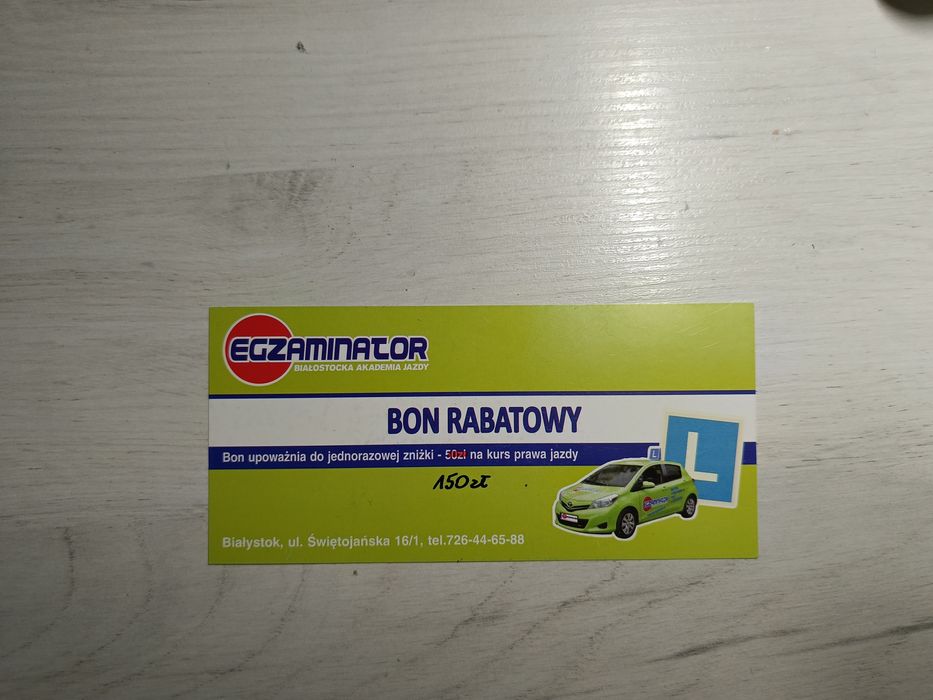 EGZAMINATOR
BIAŁOSTOCKA AKADEMIA JAZDY
BON RABATOWY
Bon upoważnia do jednorazowej zniżki - 50zł na kurs prawa jazdy
150zł
L
L
EGZAMINATOR
Białystok, ul. Świętojańska 16/1, tel.726-44-65-88